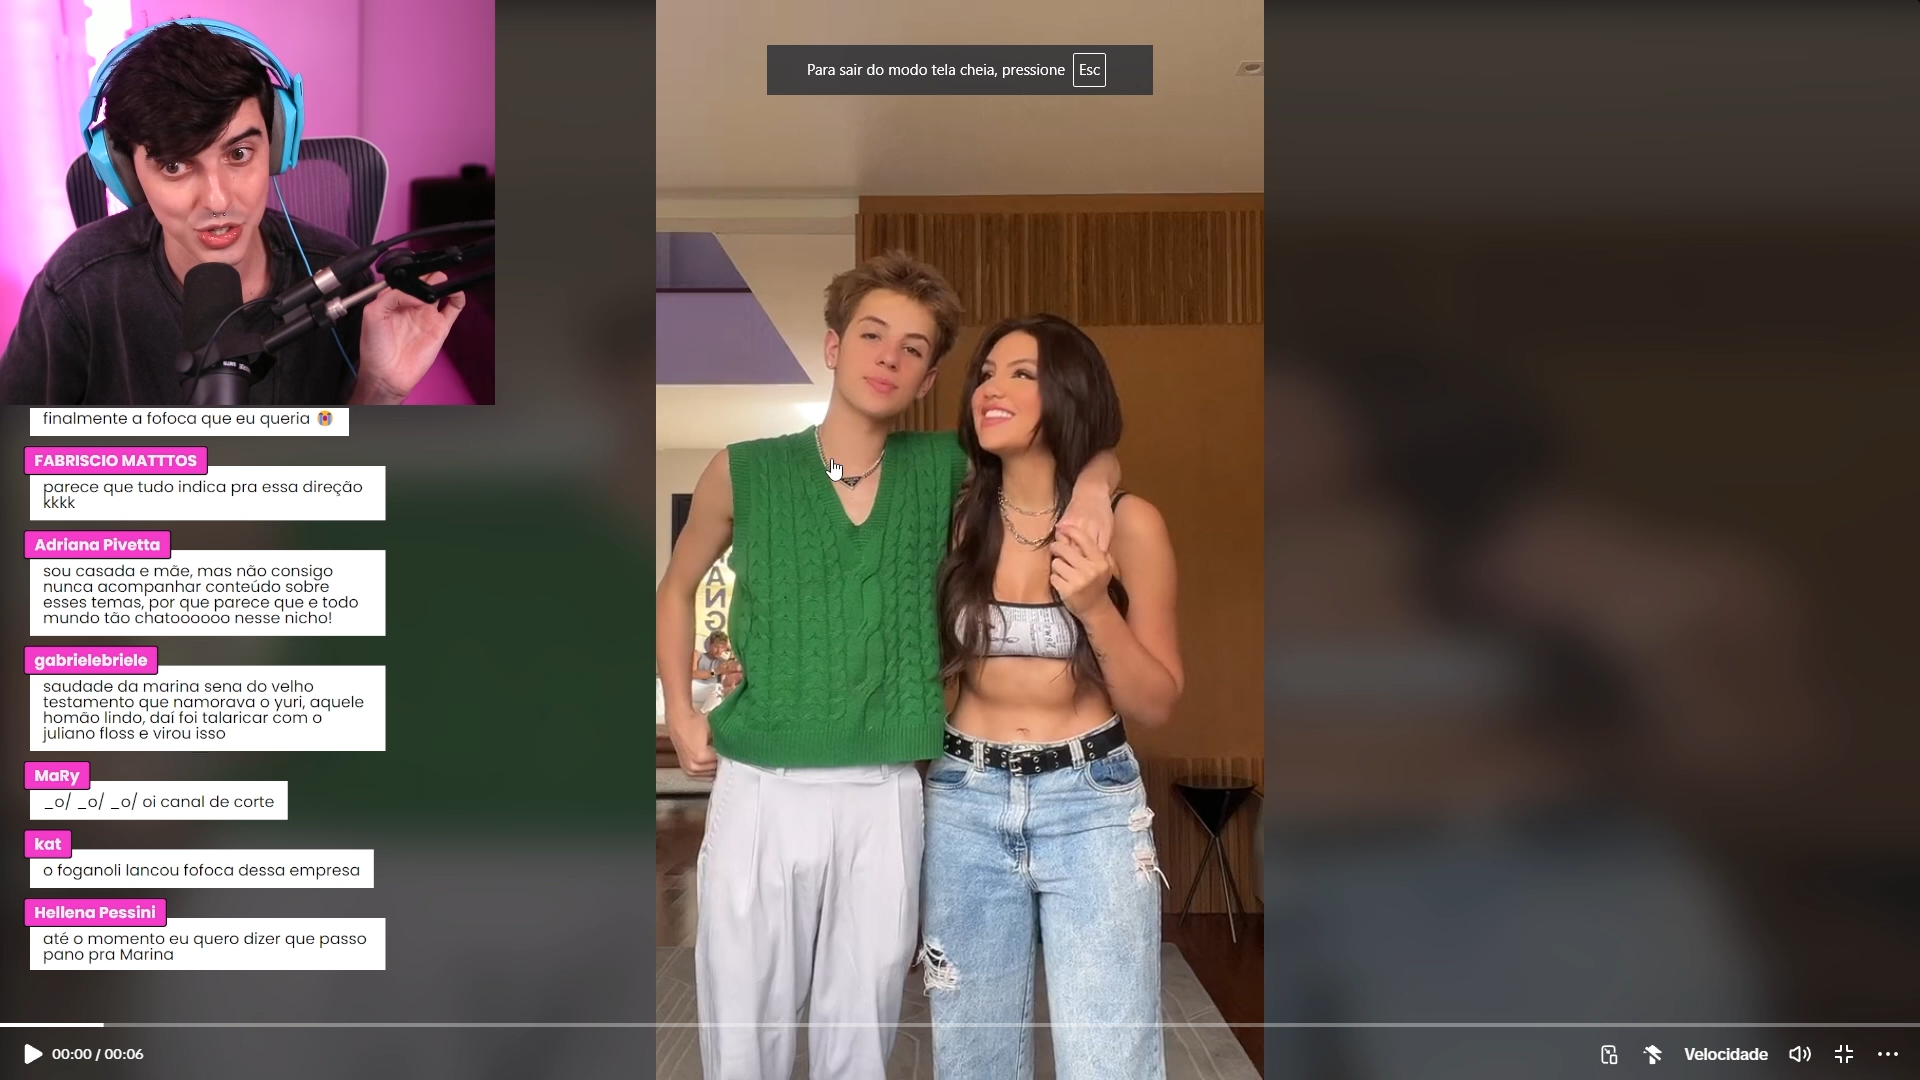 Para sair do modo tela cheia, pressione Esc
finalmente a fofoca que eu queria 😭
FABRISCIO MATTTOS
parece que tudo indica pra essa direção
kkkk
Adriana Pivetta
sou casada e mãe, mas não consigo
nunca acompanhar conteúdo sobre
esses temas, por que parece que e todo
mundo tão chatoooooo nesse nicho!
gabrielebriele
saudade da marina sena do velho
testamento que namorava o yuri, aquele
homão lindo, daí foi talaricar com o
juliano floss e virou isso
MaRy
_o/ _o/ _o/ oi canal de corte
kat
o foganoli lancou fofoca dessa empresa
Hellena Pessini
até o momento eu quero dizer que passo
pano pra Marina
00:00 / 00:06
Velocidade